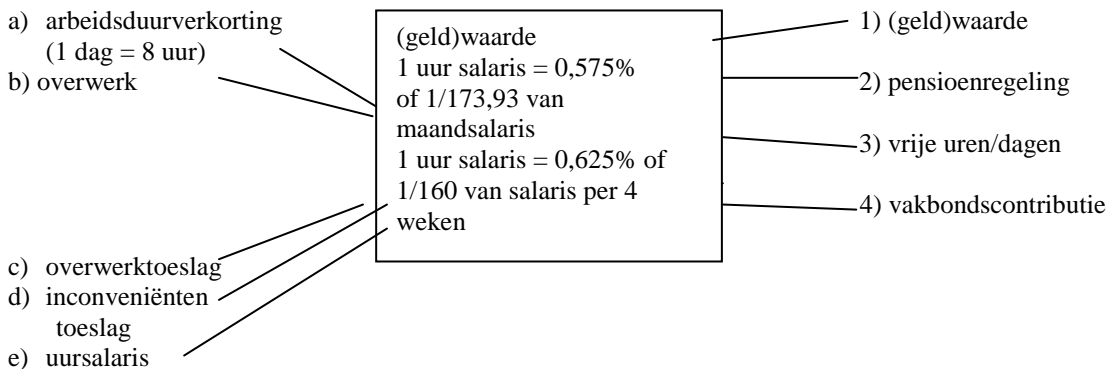 a) arbeidsduurverkorting
(1 dag = 8 uur)
b) overwerk
c) overwerktoeslag
d) inconveniënten
toeslag
e) uursalaris
(geld)waarde
1 uur salaris = 0,575%
of 1/173,93 van
maandsalaris
1 uur salaris = 0,625% of
1/160 van salaris per 4
weken
1) (geld)waarde
2) pensioenregeling
3) vrije uren/dagen
4) vakbondscontributie